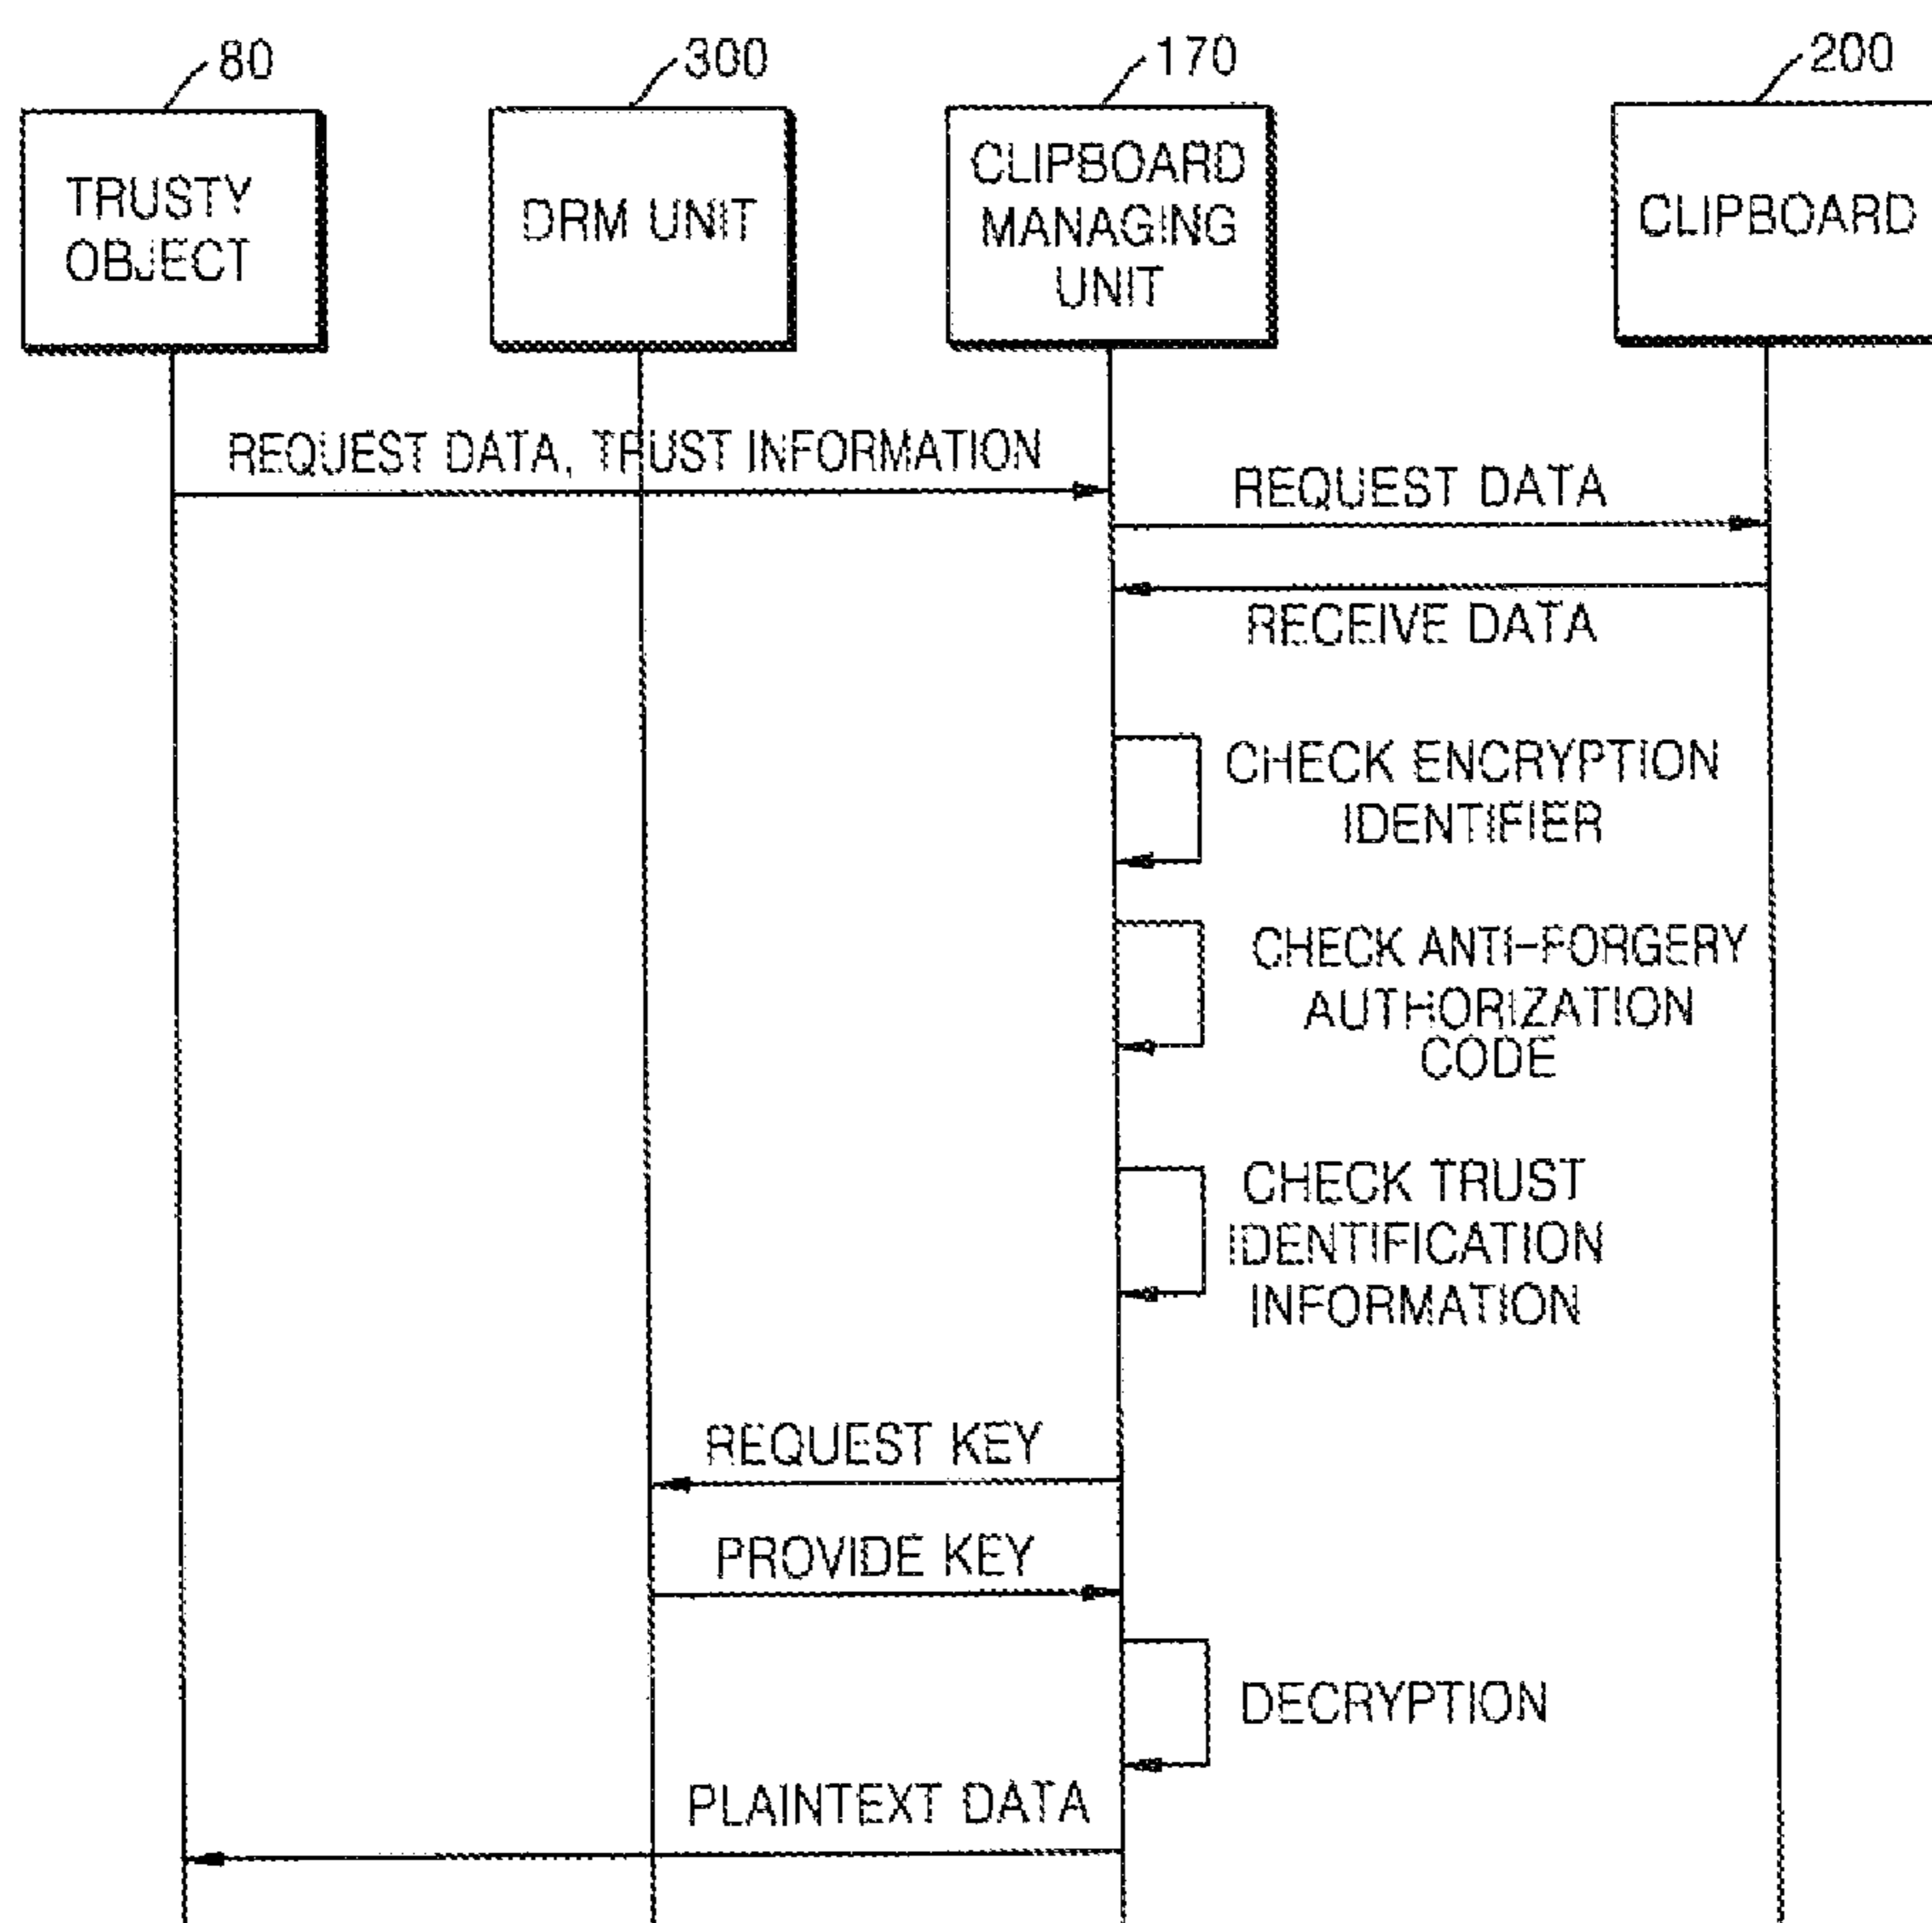 80
300
170
200
TRUSTY
OBJECT
DRM UNIT
CLIPBOARD
MANAGING
UNIT
CLIPBOARD
REQUEST DATA, TRUST INFORMATION
REQUEST DATA
RECEIVE DATA
CHECK ENCRYPTION
IDENTIFIER
CHECK ANTI-FORGERY
AUTHORIZATION
CODE
CHECK TRUST
IDENTIFICATION
INFORMATION
REQUEST KEY
PROVIDE KEY
DECRYPTION
PLAINTEXT DATA